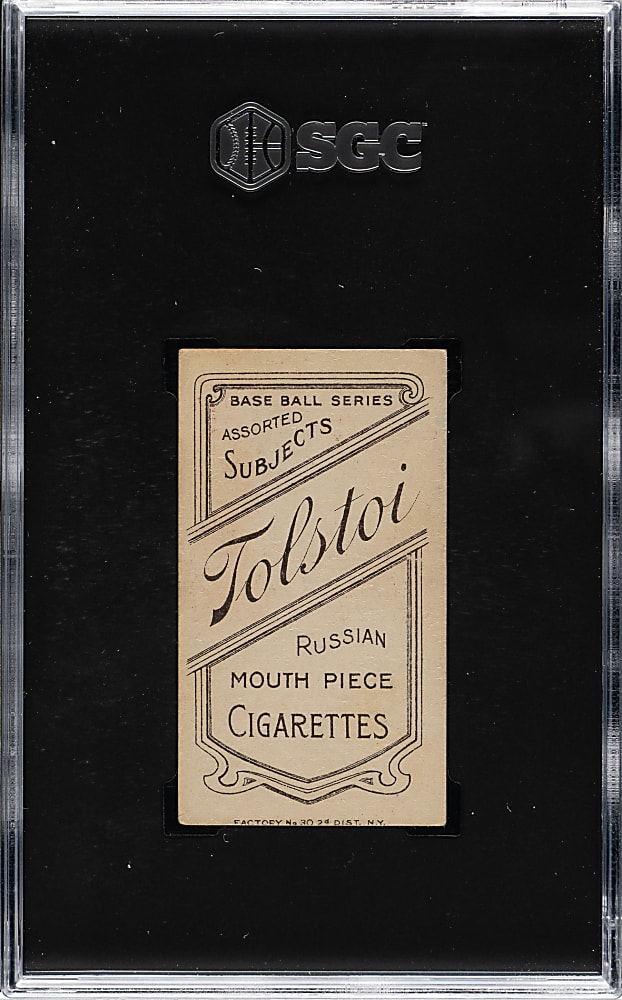 SGC
BASE BALL SERIES
ASSORTED
SUBJECTS
Tolstoi
RUSSIAN
MOUTH PIECE
CIGARETTES
FACTORY No 30 2d DIST. N.Y.